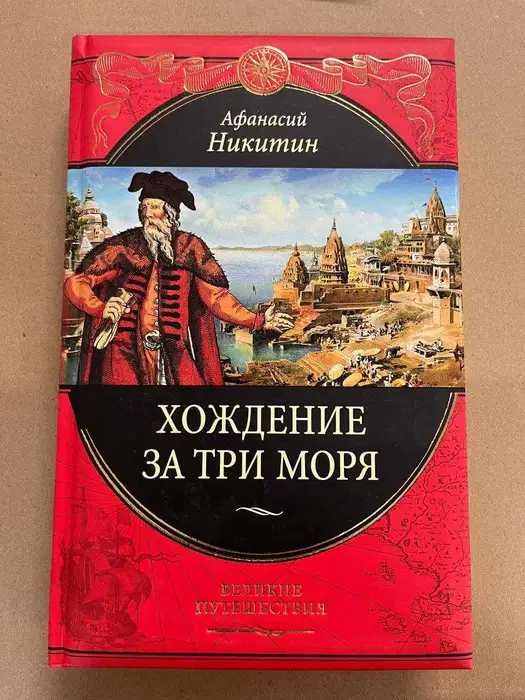 Афанасий
Никитин
ХОЖДЕНИЕ
ЗА ТРИ МОРЯ
ВЕЛИКИЕ
ПУТЕШЕСТВИЯ